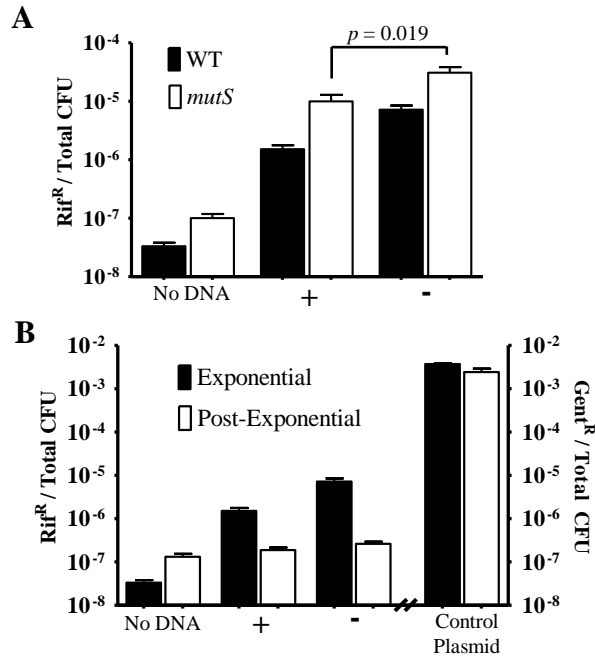 A
p = 0.019
Rif^R / Total CFU
10^-4
10^-5
10^-6
10^-7
10^-8
WT
mutS
No DNA + -
B
Rif^R / Total CFU
10^-2
10^-3
10^-4
10^-5
10^-6
10^-7
10^-8
Exponential
Post-Exponential
10^-2
10^-3
10^-4
10^-5
10^-6
10^-7
10^-8
Gent^R / Total CFU
No DNA + - Control
Plasmid